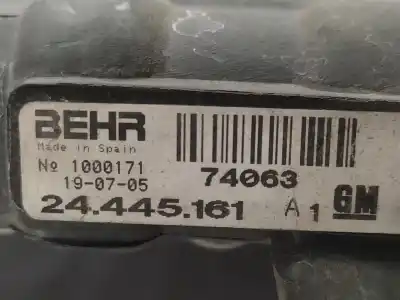 BEHR
Made in Spain
Nº 1000171
19-07-05
74063
24.445.161 A1 GM